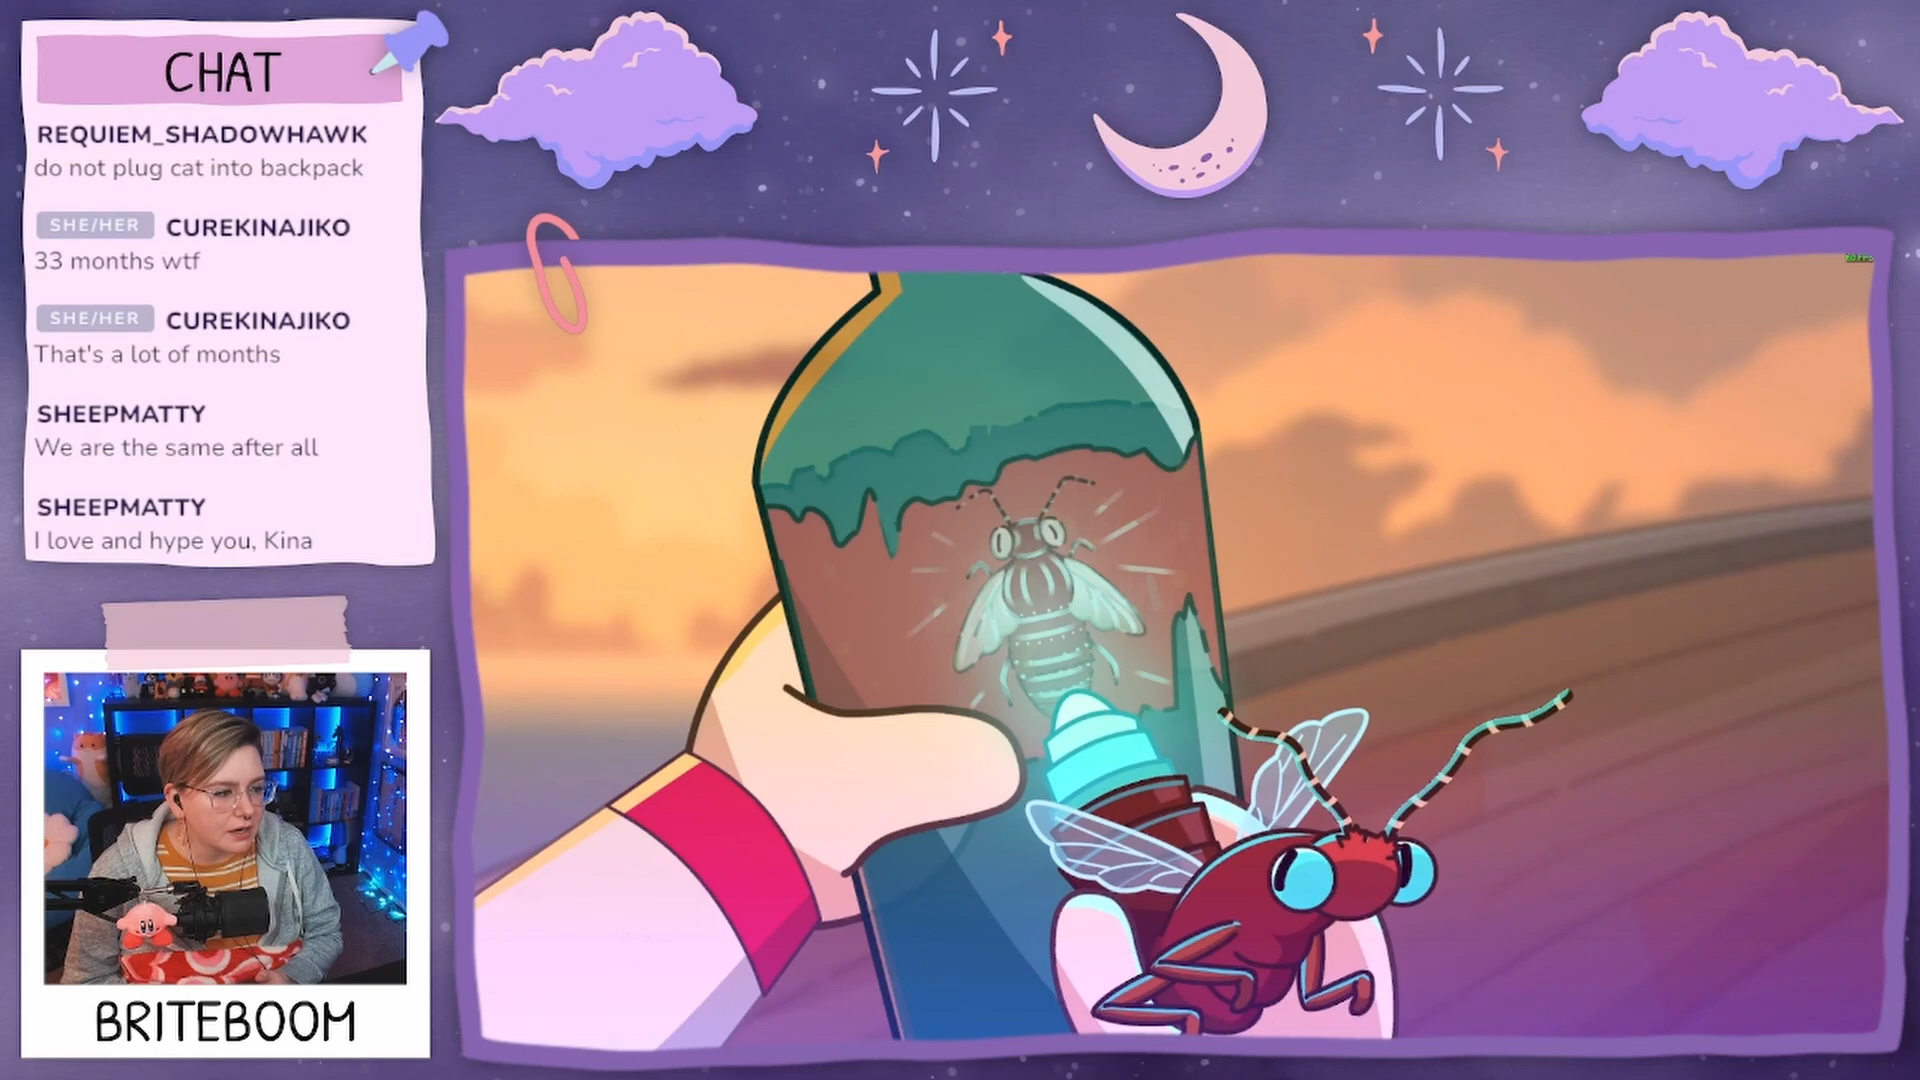 CHAT
REQUIEM_SHADOWHAWK
do not plug cat into backpack
SHE/HER CUREKINAJIKO
33 months wtf
SHE/HER CUREKINAJIKO
That's a lot of months
SHEEPMATTY
We are the same after all
SHEEPMATTY
I love and hype you, Kina
BRITEBOOM